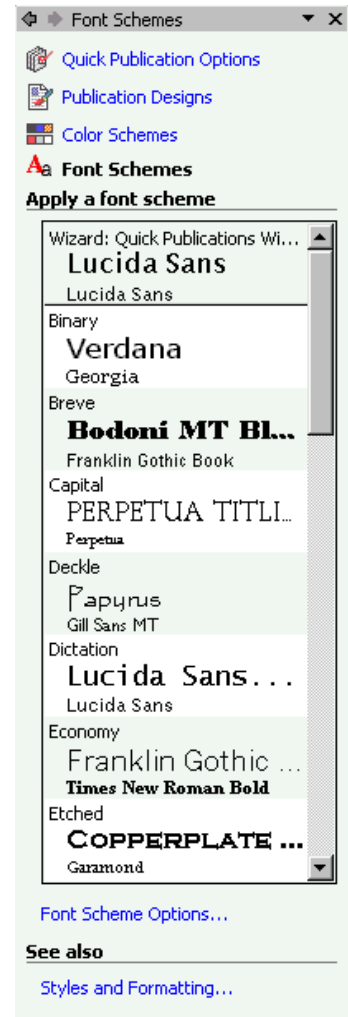 Font Schemes
Quick Publication Options
Publication Designs
Color Schemes
Aa Font Schemes
Apply a font scheme
Wizard: Quick Publications Wi...
Lucida Sans
Lucida Sans
Binary
Verdana
Georgia
Breve
Bodoni MT Bl...
Franklin Gothic Book
Capital
PERPETUA TITLI...
Perpetua
Deckle
Papyrus
Gill Sans MT
Dictation
Lucida Sans...
Lucida Sans
Economy
Franklin Gothic ...
Times New Roman Bold
Etched
COPPERPLATE ...
Garamond
Font Scheme Options...
See also
Styles and Formatting...